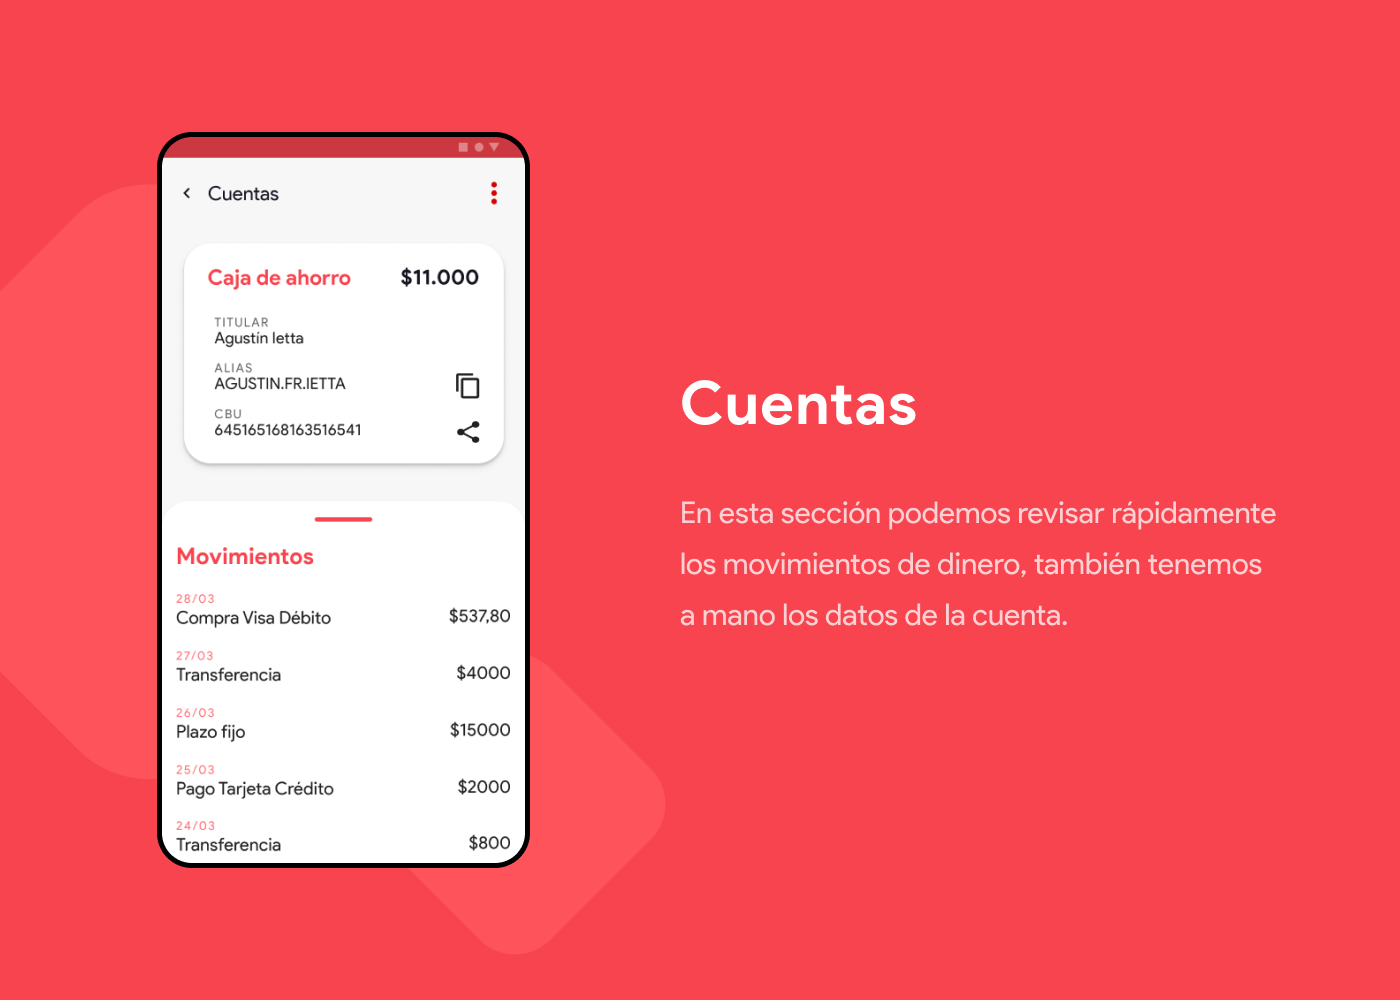 Cuentas
Caja de ahorro $11.000
TITULAR
Agustín Ietta
ALIAS
AGUSTIN.FR.IETTA
CBU
645165168163516541
Movimientos
28/03
Compra Visa Débito $537,80
27/03
Transferencia $4000
26/03
Plazo fijo $15000
25/03
Pago Tarjeta Crédito $2000
24/03
Transferencia $800
Cuentas
En esta sección podemos revisar rápidamente
los movimientos de dinero, también tenemos
a mano los datos de la cuenta.